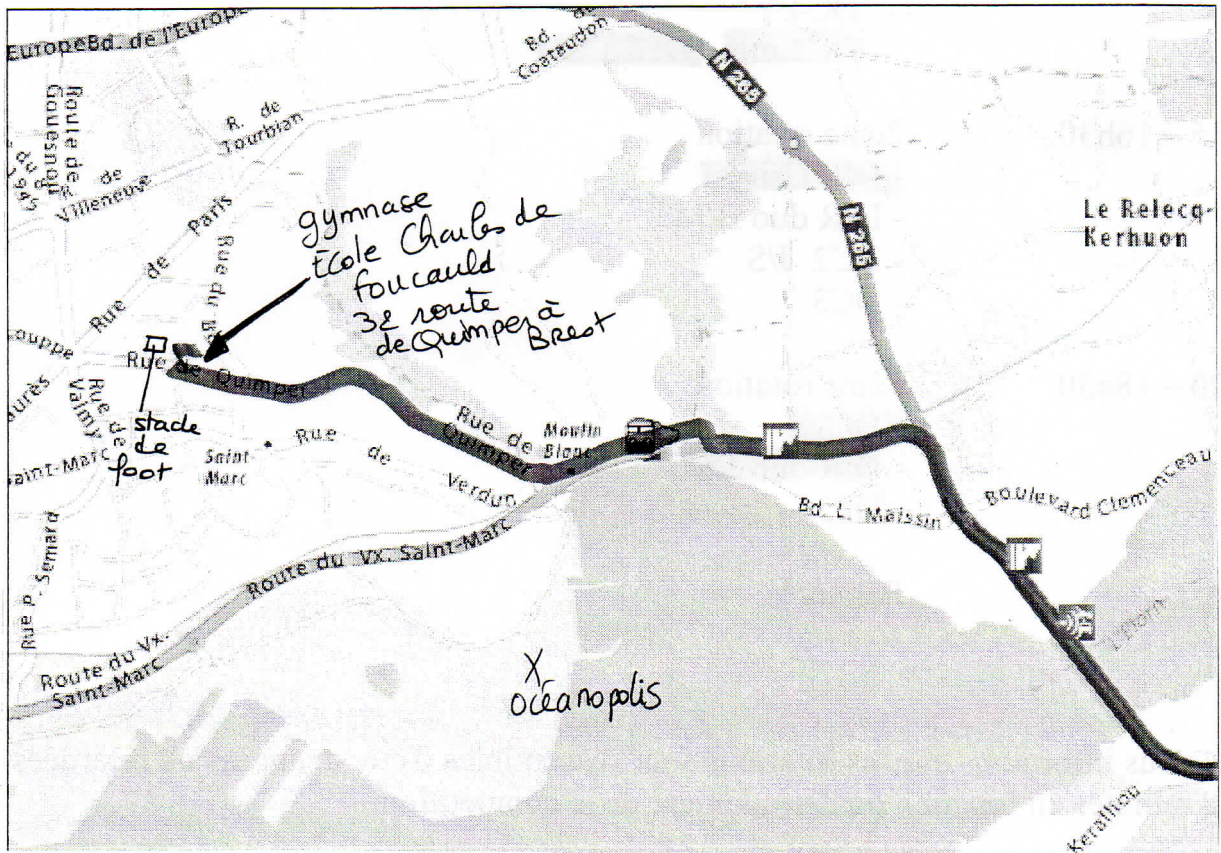 EuropeBd. de l'Europe
Bd. de
Coataudon
N 265
Route de
Gouesnou
R. de
Tourbian
R. de
Villeneuve
Rue de Paris
Rue du
gymnase
École Charles de
foucauld
32 route
de Quimper à
Brest
N 265
Le Relecq-
Kerhuon
Rue de Quimper
stade
de
foot
Rue de
Valmy
Saint-Marc
Saint-
Marc
Rue de Verdun
Rue de
Quimper
Moulin
Blanc
Bd. L. Maissin
Boulevard Clemenceau
Route du Vx. Saint-Marc
Rue P. Semard
Route du Vx.
Saint-Marc
X
océanopolis